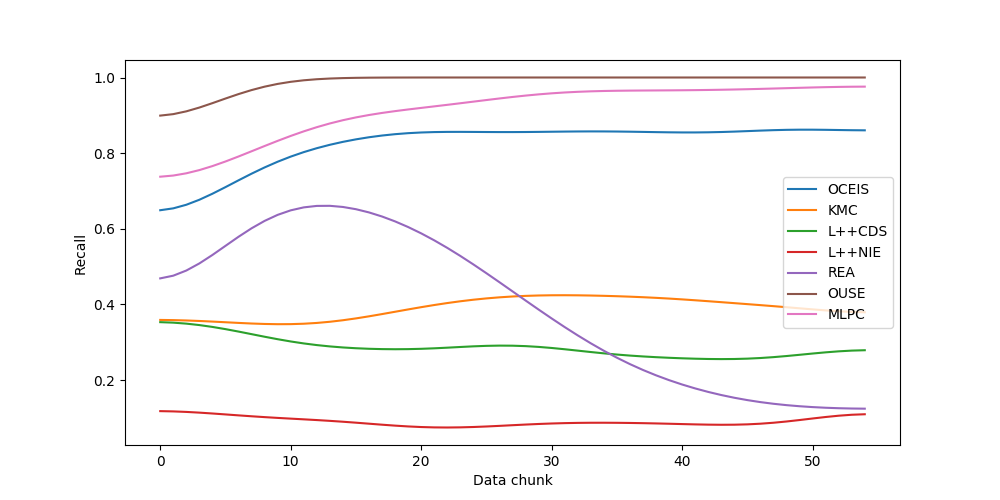 1.0
0.8
0.6
0.4
0.2
Recall
0 10 20 30 40 50
Data chunk
OCEIS
KMC
L++CDS
L++NIE
REA
OUSE
MLPC